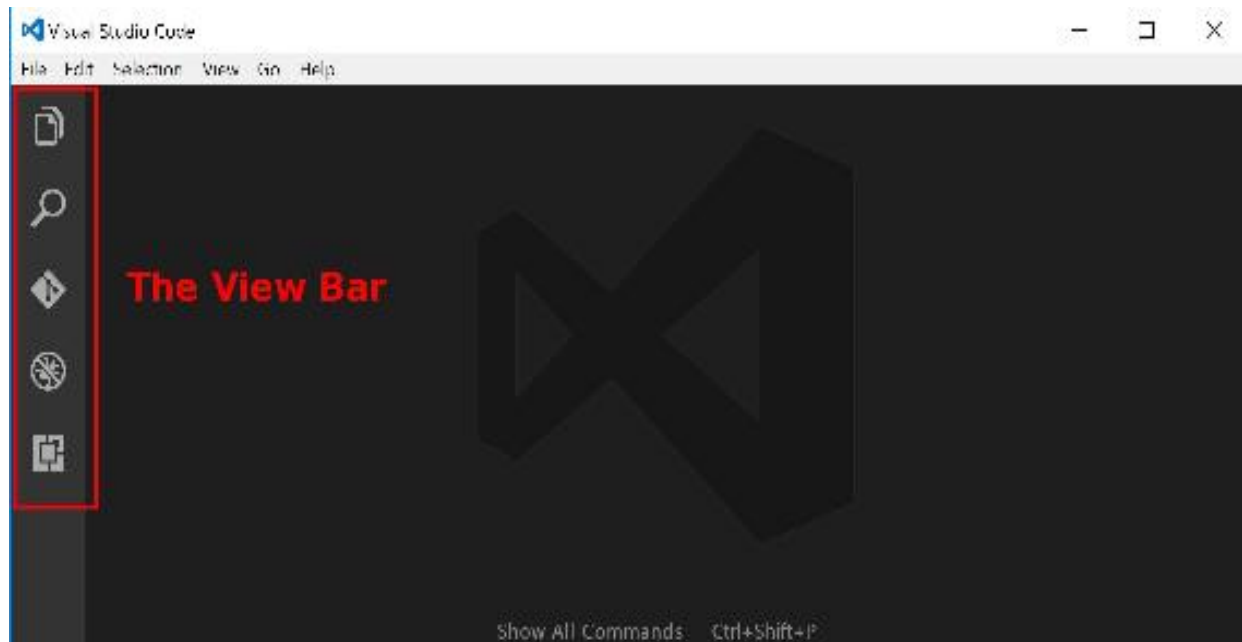 Visual Studio Code
File Edit Selection View Go Help
The View Bar
Show All Commands Ctrl+Shift+P